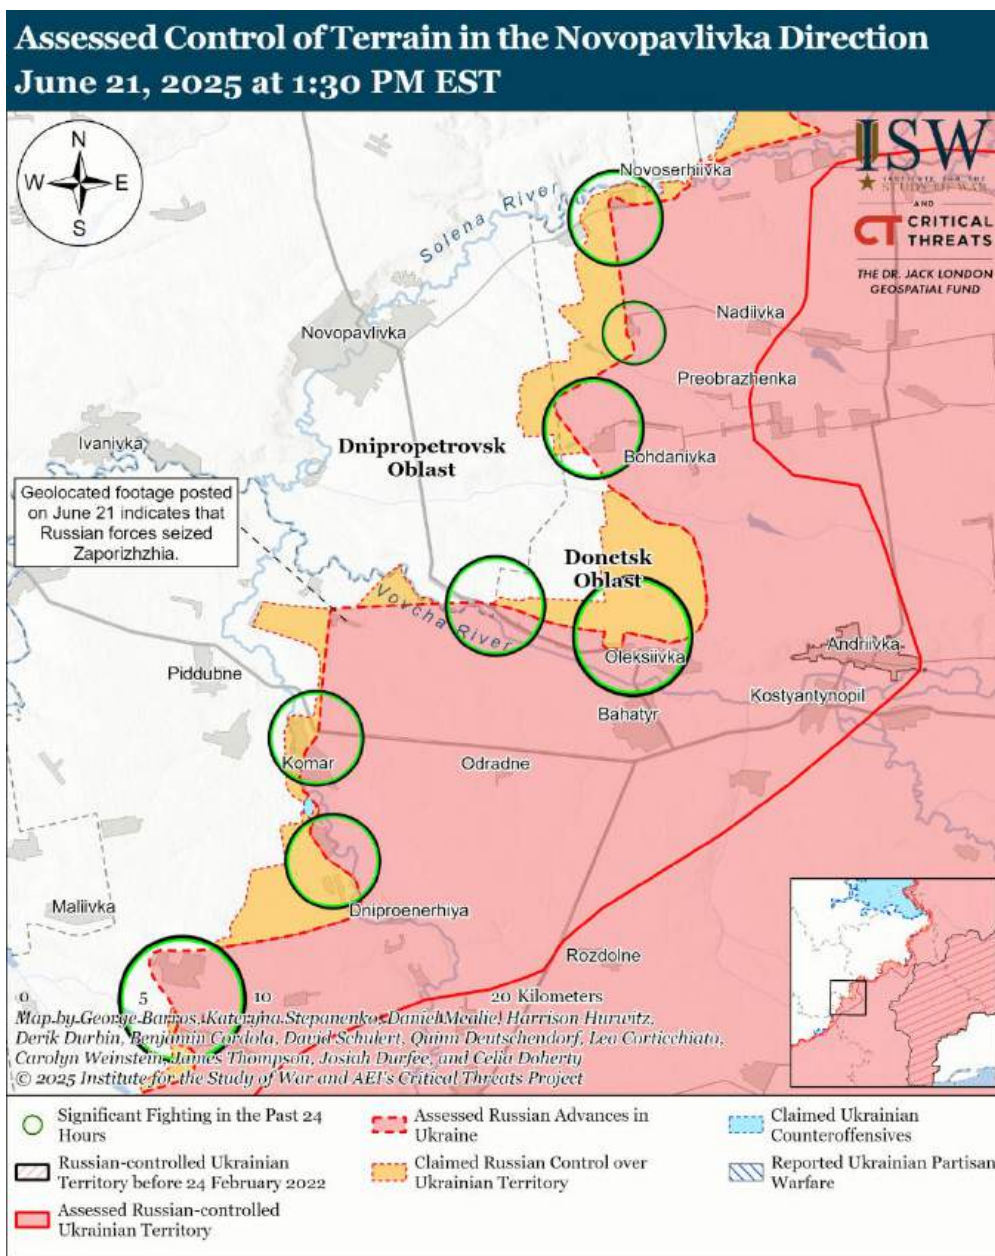 Assessed Control of Terrain in the Novopavlivka Direction
June 21, 2025 at 1:30 PM EST
N
W
E
S
ISW
INSTITUTE FOR THE
STUDY OF WAR
AND
CT CRITICAL
THREATS
THE DR. JACK LONDON
GEOSPATIAL FUND
Novoserhiivka
Solena River
Nadiivka
Novopavlivka
Preobrazhenka
Ivanivka
Dnipropetrovsk
Oblast
Bohdanivka
Geolocated footage posted
on June 21 indicates that
Russian forces seized
Zaporizhzhia.
Donetsk
Oblast
Vovcha River
Andriivka
Oleksiivka
Piddubne
Kostyantynopil
Bahatyr
Komar
Odradne
Maliivka
Dniproenerhiya
Rozdolne
0 5 10 20 Kilometers
Map by George Barros, Kateryna Stepanenko, Daniel Mealie, Harrison Hurwitz,
Derik Durbin, Benjamin Cordola, David Schulert, Quinn Deutschendorf, Lea Corticchiato,
Carolyn Weinstein, James Thompson, Josiah Durfee, and Celia Doherty
© 2025 Institute for the Study of War and AEI's Critical Threats Project
Significant Fighting in the Past 24
Hours
Russian-controlled Ukrainian
Territory before 24 February 2022
Assessed Russian-controlled
Ukrainian Territory
Assessed Russian Advances in
Ukraine
Claimed Russian Control over
Ukrainian Territory
Claimed Ukrainian
Counteroffensives
Reported Ukrainian Partisan
Warfare